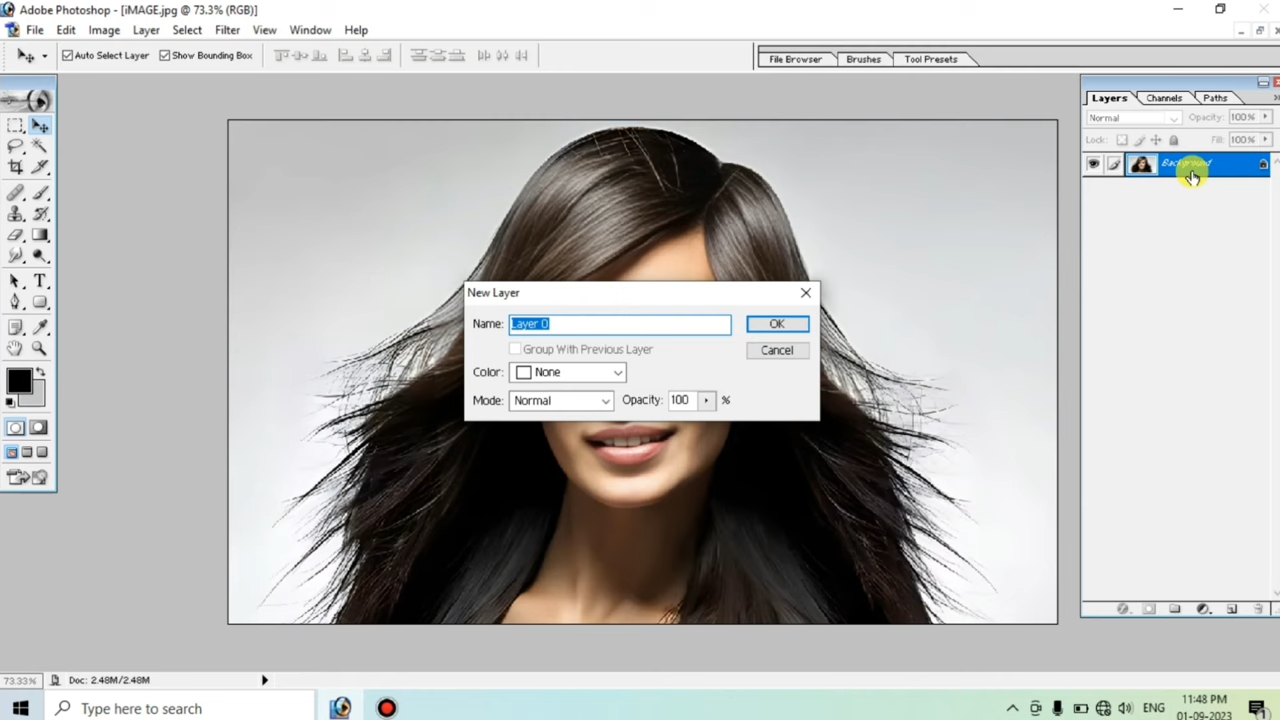 Adobe Photoshop - [iMAGE.jpg @ 73.3% (RGB)]
File Edit Image Layer Select Filter View Window Help
Auto Select Layer Show Bounding Box
File Browser Brushes Tool Presets
Layers Channels Paths
Normal Opacity: 100%
Lock: Fill: 100%
Background
New Layer
Name: Layer 0 OK
Group With Previous Layer Cancel
Color: None
Mode: Normal Opacity: 100 %
73.33% Doc: 2.48M/2.48M
Type here to search
ENG
11:48 PM
01-09-2023